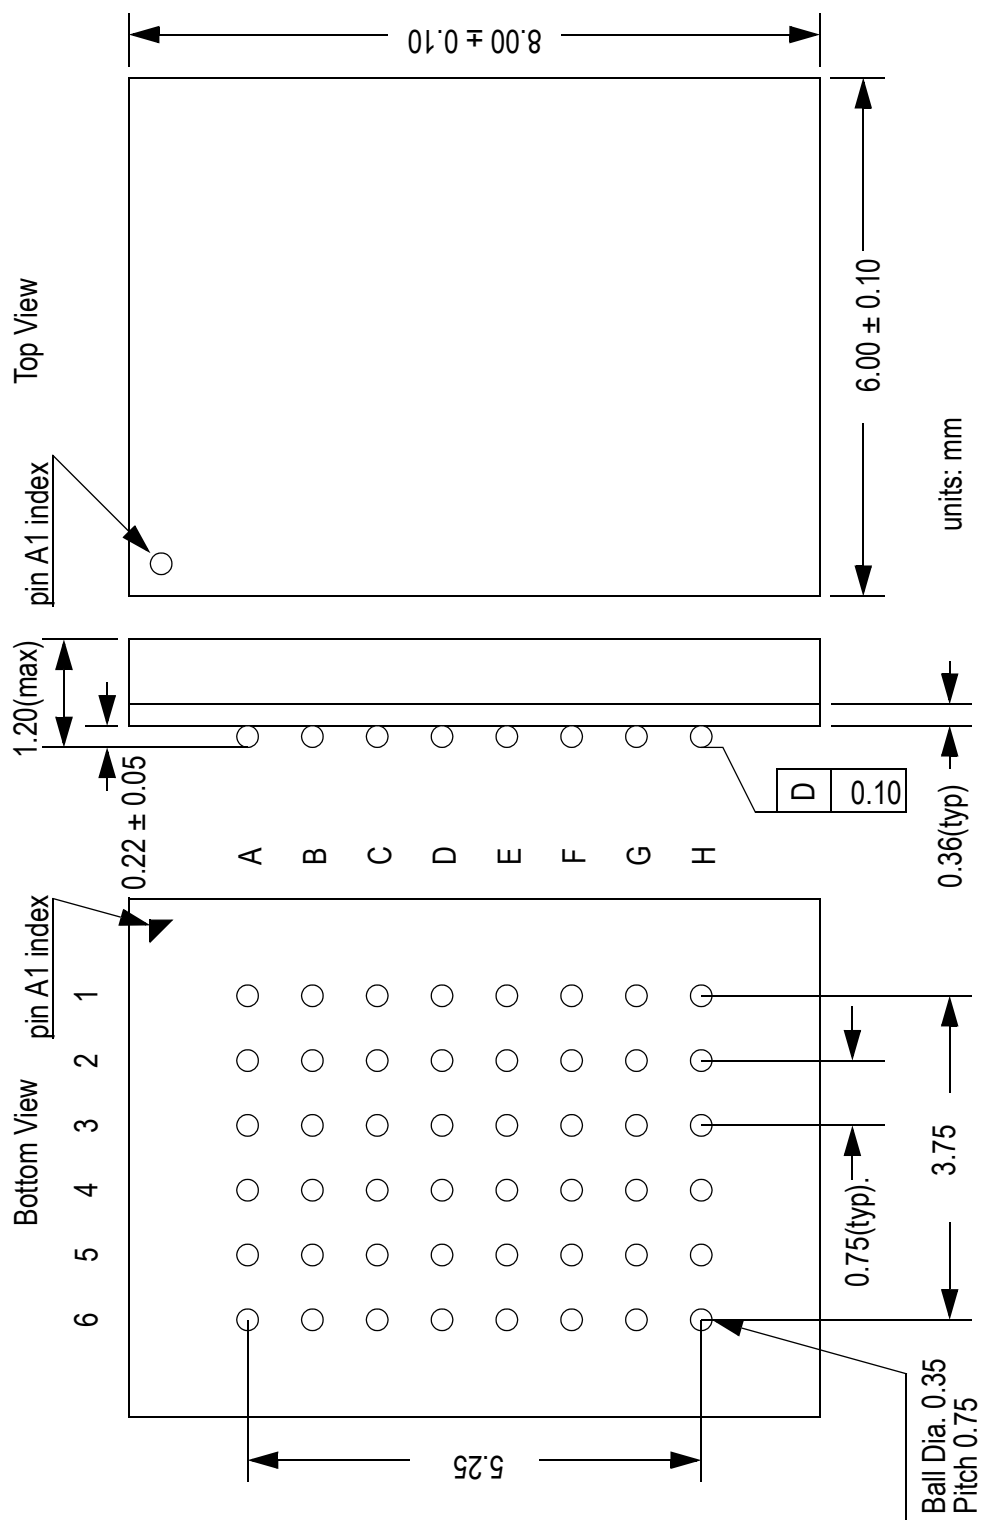 Top View
pin A1 index
8.00 ± 0.10
6.00 ± 0.10
units: mm
1.20(max)
0.22 ± 0.05
D 0.10
0.36(typ)
Bottom View
pin A1 index
1 2 3 4 5 6
A
B
C
D
E
F
G
H
0.75(typ).
3.75
5.25
Ball Dia. 0.35
Pitch 0.75